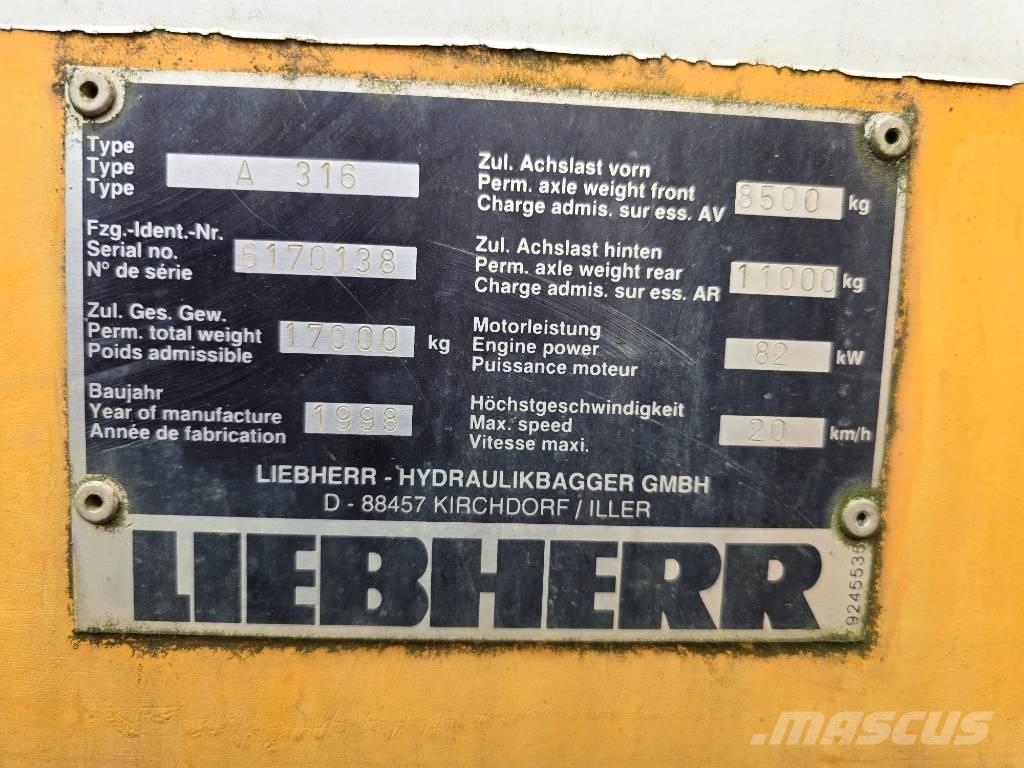 Type
Type
Type
A 316
Fzg.-Ident.-Nr.
Serial no.
N° de série
6170138
Zul. Ges. Gew.
Perm. total weight
Poids admissible
17000 kg
Baujahr
Year of manufacture
Année de fabrication
1998
Zul. Achslast vorn
Perm. axle weight front
Charge admis. sur ess. AV
8500 kg
Zul. Achslast hinten
Perm. axle weight rear
Charge admis. sur ess. AR
11000 kg
Motorleistung
Engine power
Puissance moteur
82 kW
Höchstgeschwindigkeit
Max. speed
Vitesse maxi.
20 km/h
LIEBHERR - HYDRAULIKBAGGER GMBH
D - 88457 KIRCHDORF / ILLER
LIEBHERR
9245535
MASCUS